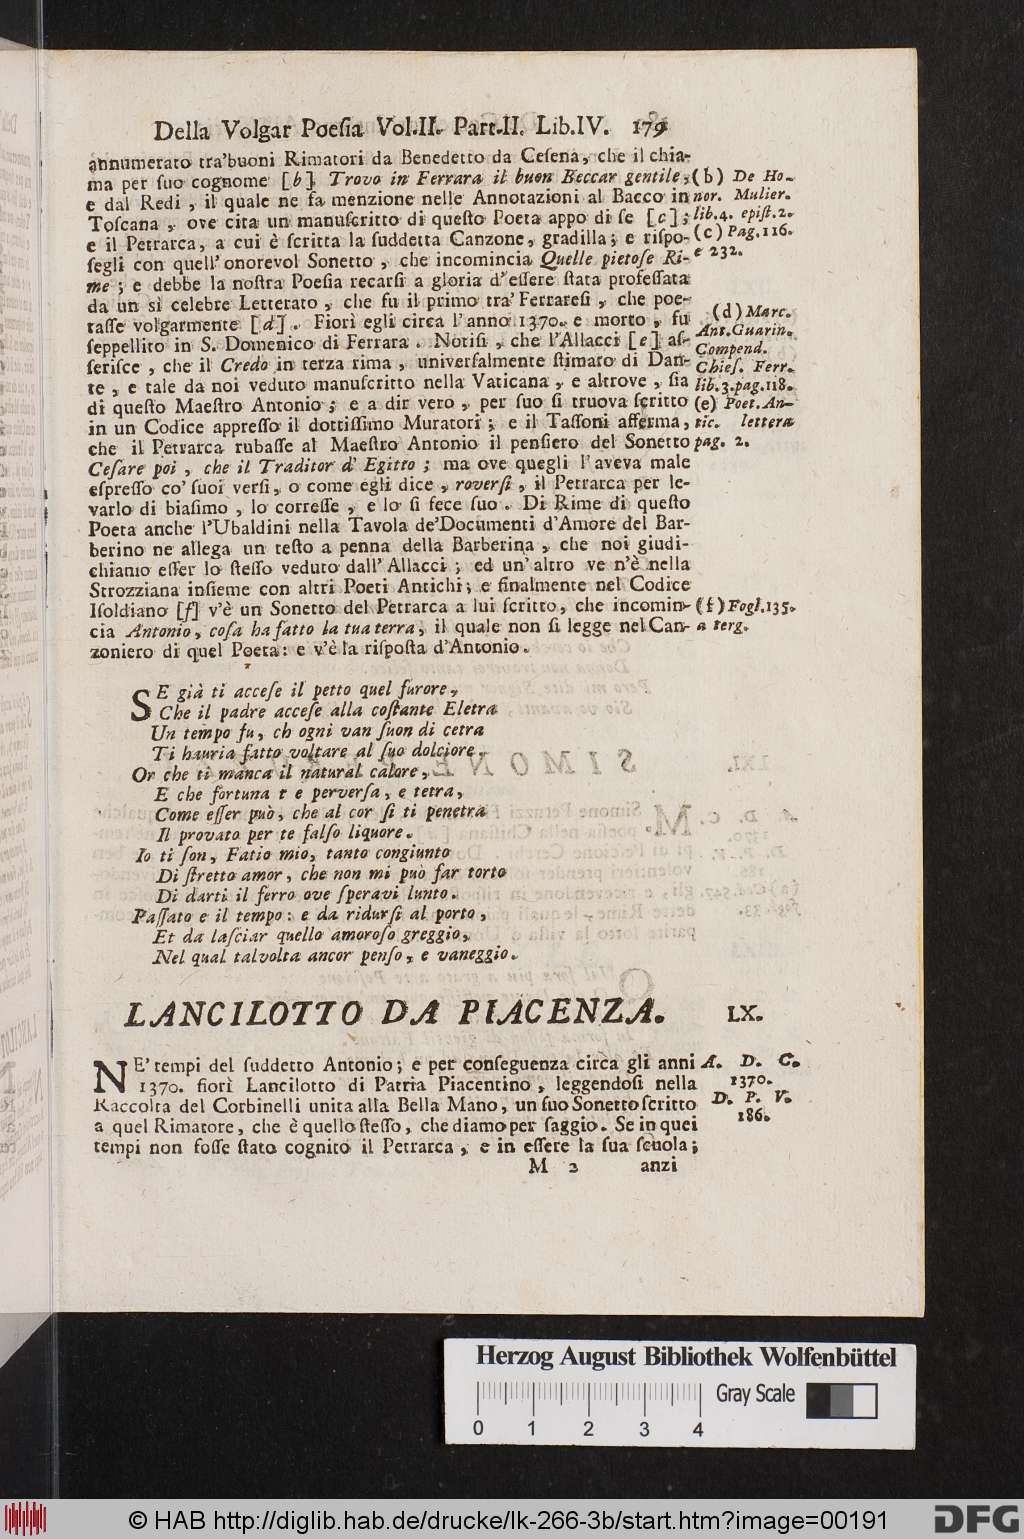 Della Volgar Poeſia Vol.II. Part.II. Lib.IV. 179
annumerato tra'buoni Rimatori da Benedetto da Ceſena, che il chia-
ma per ſuo cognome [b] Trovo in Ferrara il buon Beccar gentile;
e dal Redi, il quale ne fa menzione nelle Annotazioni al Bacco in
Toſcana, ove cita un manuſcritto di queſto Poeta appo di ſe [c];
e il Petrarca, a cui è ſcritta la ſuddetta Canzone, gradilla; e riſpo-
ſegli con quell'onorevol Sonetto, che incomincia Quelle pietoſe Ri-
me; e debbe la noſtra Poeſia recarſi a gloria d'eſſere ſtata profeſſata
da un sì celebre Letterato, che fu il primo tra' Ferrareſi, che poe-
taſſe volgarmente [d]. Fiorì egli circa l'anno 1370. e morto, fu
ſeppellito in S. Domenico di Ferrara. Notiſi, che l'Allacci [e] aſ-
ſeriſce, che il Credo in terza rima, univerſalmente ſtimato di Dan-
te, e tale da noi veduto manuſcritto nella Vaticana, e altrove, ſia
di queſto Maeſtro Antonio; e a dir vero, per ſuo ſi truova ſcritto
in un Codice appreſſo il dottiſſimo Muratori; e il Taſſoni afferma,
che il Petrarca rubaſſe al Maeſtro Antonio il penſiero del Sonetto
Ceſare poi, che il Traditor d'Egitto; ma ove quegli l'aveva male
eſpreſſo co' ſuoi verſi, o come egli dice, roverſi, il Petrarca per le-
varlo di biaſimo, lo correſſe, e lo ſi fece ſuo. Di Rime di queſto
Poeta anche l'Ubaldini nella Tavola de'Documenti d'Amore del Bar-
berino ne allega un teſto a penna della Barberina, che noi giudi-
chiamo eſſer lo ſteſſo veduto dall'Allacci; ed un'altro ve n'è nella
Strozziana inſieme con altri Poeti Antichi; e finalmente nel Codice
Iſoldiano [f] v'è un Sonetto del Petrarca a lui ſcritto, che incomin-
cia Antonio, coſa ha fatto la tua terra, il quale non ſi legge nel Can-
zoniero di quel Poeta: e v'è la riſpoſta d'Antonio.
(b) De Ho-
nor. Mulier.
lib.4. epiſt.2.
(c) Pag.116.
e 232.
(d) Marc.
Ant.Guarin.
Compend.
Chieſ. Ferr.
lib.3.pag.118.
(e) Poet. An-
tic. lettera
pag. 2.
(f) Fogl.135.
a terg.
SE già ti acceſe il petto quel furore,
Che il padre acceſe alla coſtante Eletra
Un tempo fu, ch ogni van ſuon di cetra
Ti hauria fatto voltare al ſuo dolciore.
Or che ti manca il natural calore,
E che fortuna t e perverſa, e tetra,
Come eſſer può, che al cor ſi ti penetra
Il provato per te falſo liquore.
Io ti ſon, Fatio mio, tanto congiunto
Di ſtretto amor, che non mi può far torto
Di darti il ferro ove ſperavi lunto.
Paſſato e il tempo: e da ridurſi al porto,
Et da laſciar quello amoroſo greggio,
Nel qual talvolta ancor penſo, e vaneggio.
LANCILOTTO DA PIACENZA. LX.
NE' tempi del ſuddetto Antonio; e per conſeguenza circa gli anni
1370. fiorì Lancilotto di Patria Piacentino, leggendoſi nella
Raccolta del Corbinelli unita alla Bella Mano, un ſuo Sonetto ſcritto
a quel Rimatore, che è quello ſteſſo, che diamo per ſaggio. Se in quei
tempi non foſſe ſtato cognito il Petrarca, e in eſſere la ſua ſcuola;
A. D. C.
1370.
D. P. V.
186.
M 2 anzi
Herzog August Bibliothek Wolfenbüttel
Gray Scale
0 1 2 3 4
© HAB http://diglib.hab.de/drucke/lk-266-3b/start.htm?image=00191
DFG